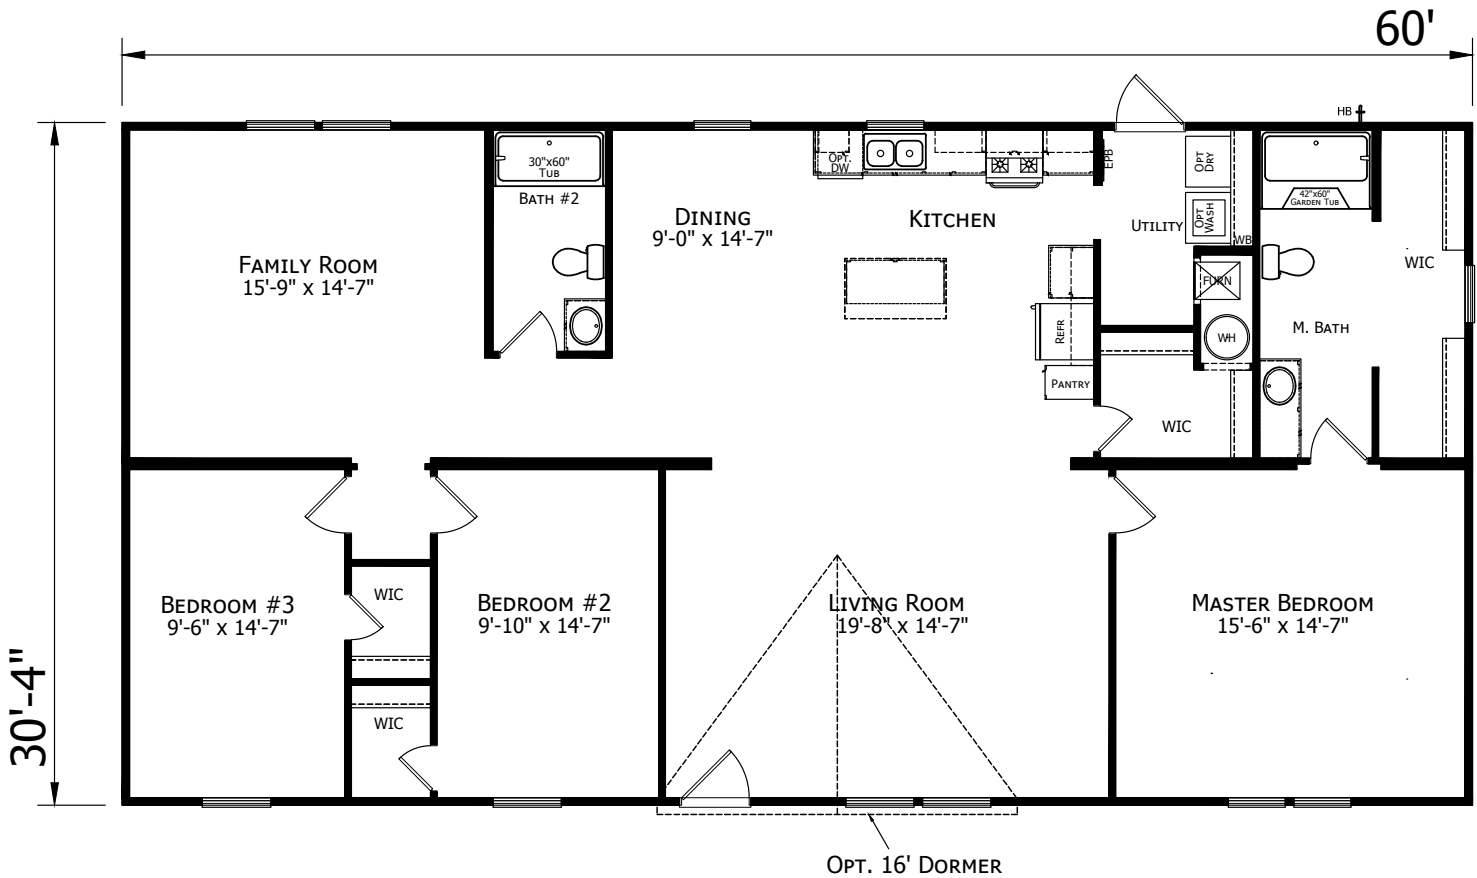 60'
HB
30"x60"
TUB
BATH #2
OPT.
DW
EPB
OPT
DRY
42"x60"
GARDEN TUB
OPT
WASH
DINING
9'-0" x 14'-7"
KITCHEN
UTILITY
WB
FAMILY ROOM
15'-9" x 14'-7"
WIC
FURN
REFR
WH
M. BATH
PANTRY
WIC
BEDROOM #3
9'-6" x 14'-7"
WIC
BEDROOM #2
9'-10" x 14'-7"
LIVING ROOM
19'-8" x 14'-7"
MASTER BEDROOM
15'-6" x 14'-7"
30'-4"
WIC
OPT. 16' DORMER